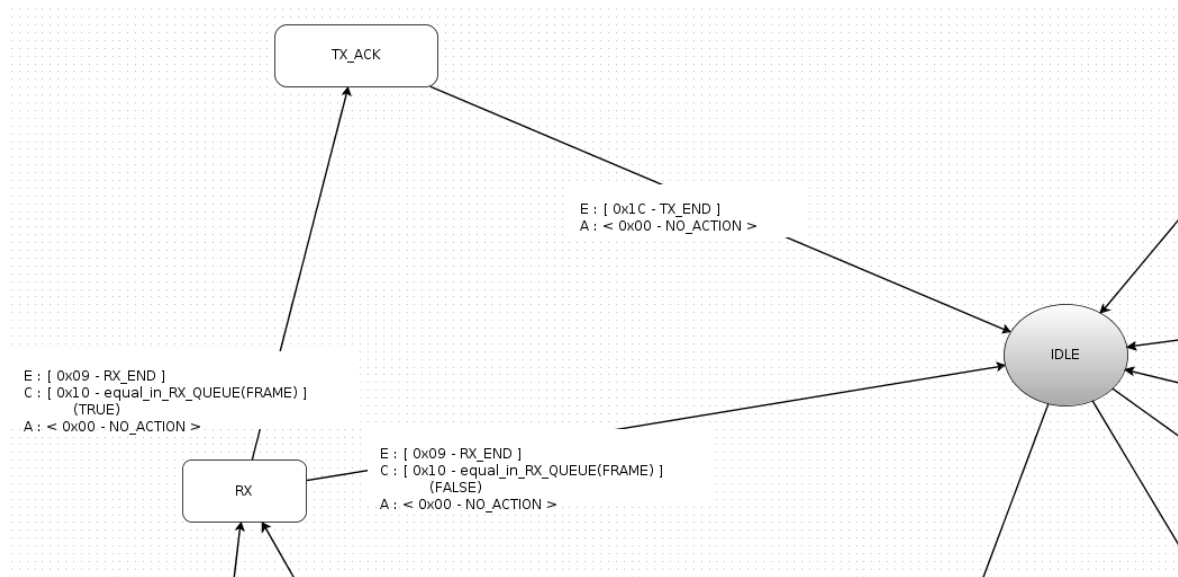 TX_ACK
E : [ 0x1C - TX_END ]
A : < 0x00 - NO_ACTION >
IDLE
E : [ 0x09 - RX_END ]
C : [ 0x10 - equal_in_RX_QUEUE(FRAME) ]
(TRUE)
A : < 0x00 - NO_ACTION >
E : [ 0x09 - RX_END ]
C : [ 0x10 - equal_in_RX_QUEUE(FRAME) ]
(FALSE)
A : < 0x00 - NO_ACTION >
RX